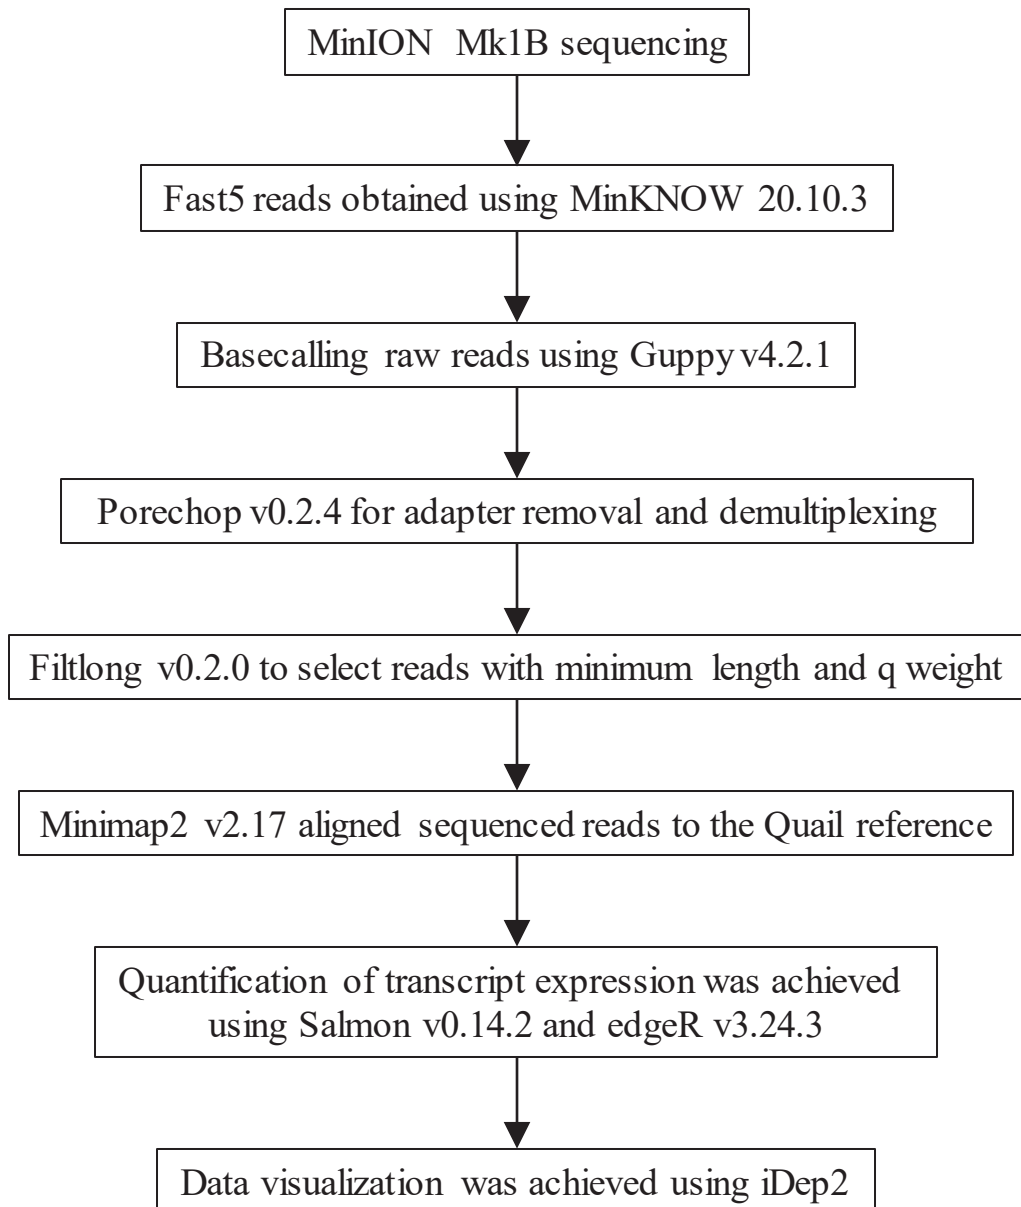 MinION Mk1B sequencing
Fast5 reads obtained using MinKNOW 20.10.3
Basecalling raw reads using Guppy v4.2.1
Porechop v0.2.4 for adapter removal and demultiplexing
Filtlong v0.2.0 to select reads with minimum length and q weight
Minimap2 v2.17 aligned sequenced reads to the Quail reference
Quantification of transcript expression was achieved
using Salmon v0.14.2 and edgeR v3.24.3
Data visualization was achieved using iDep2